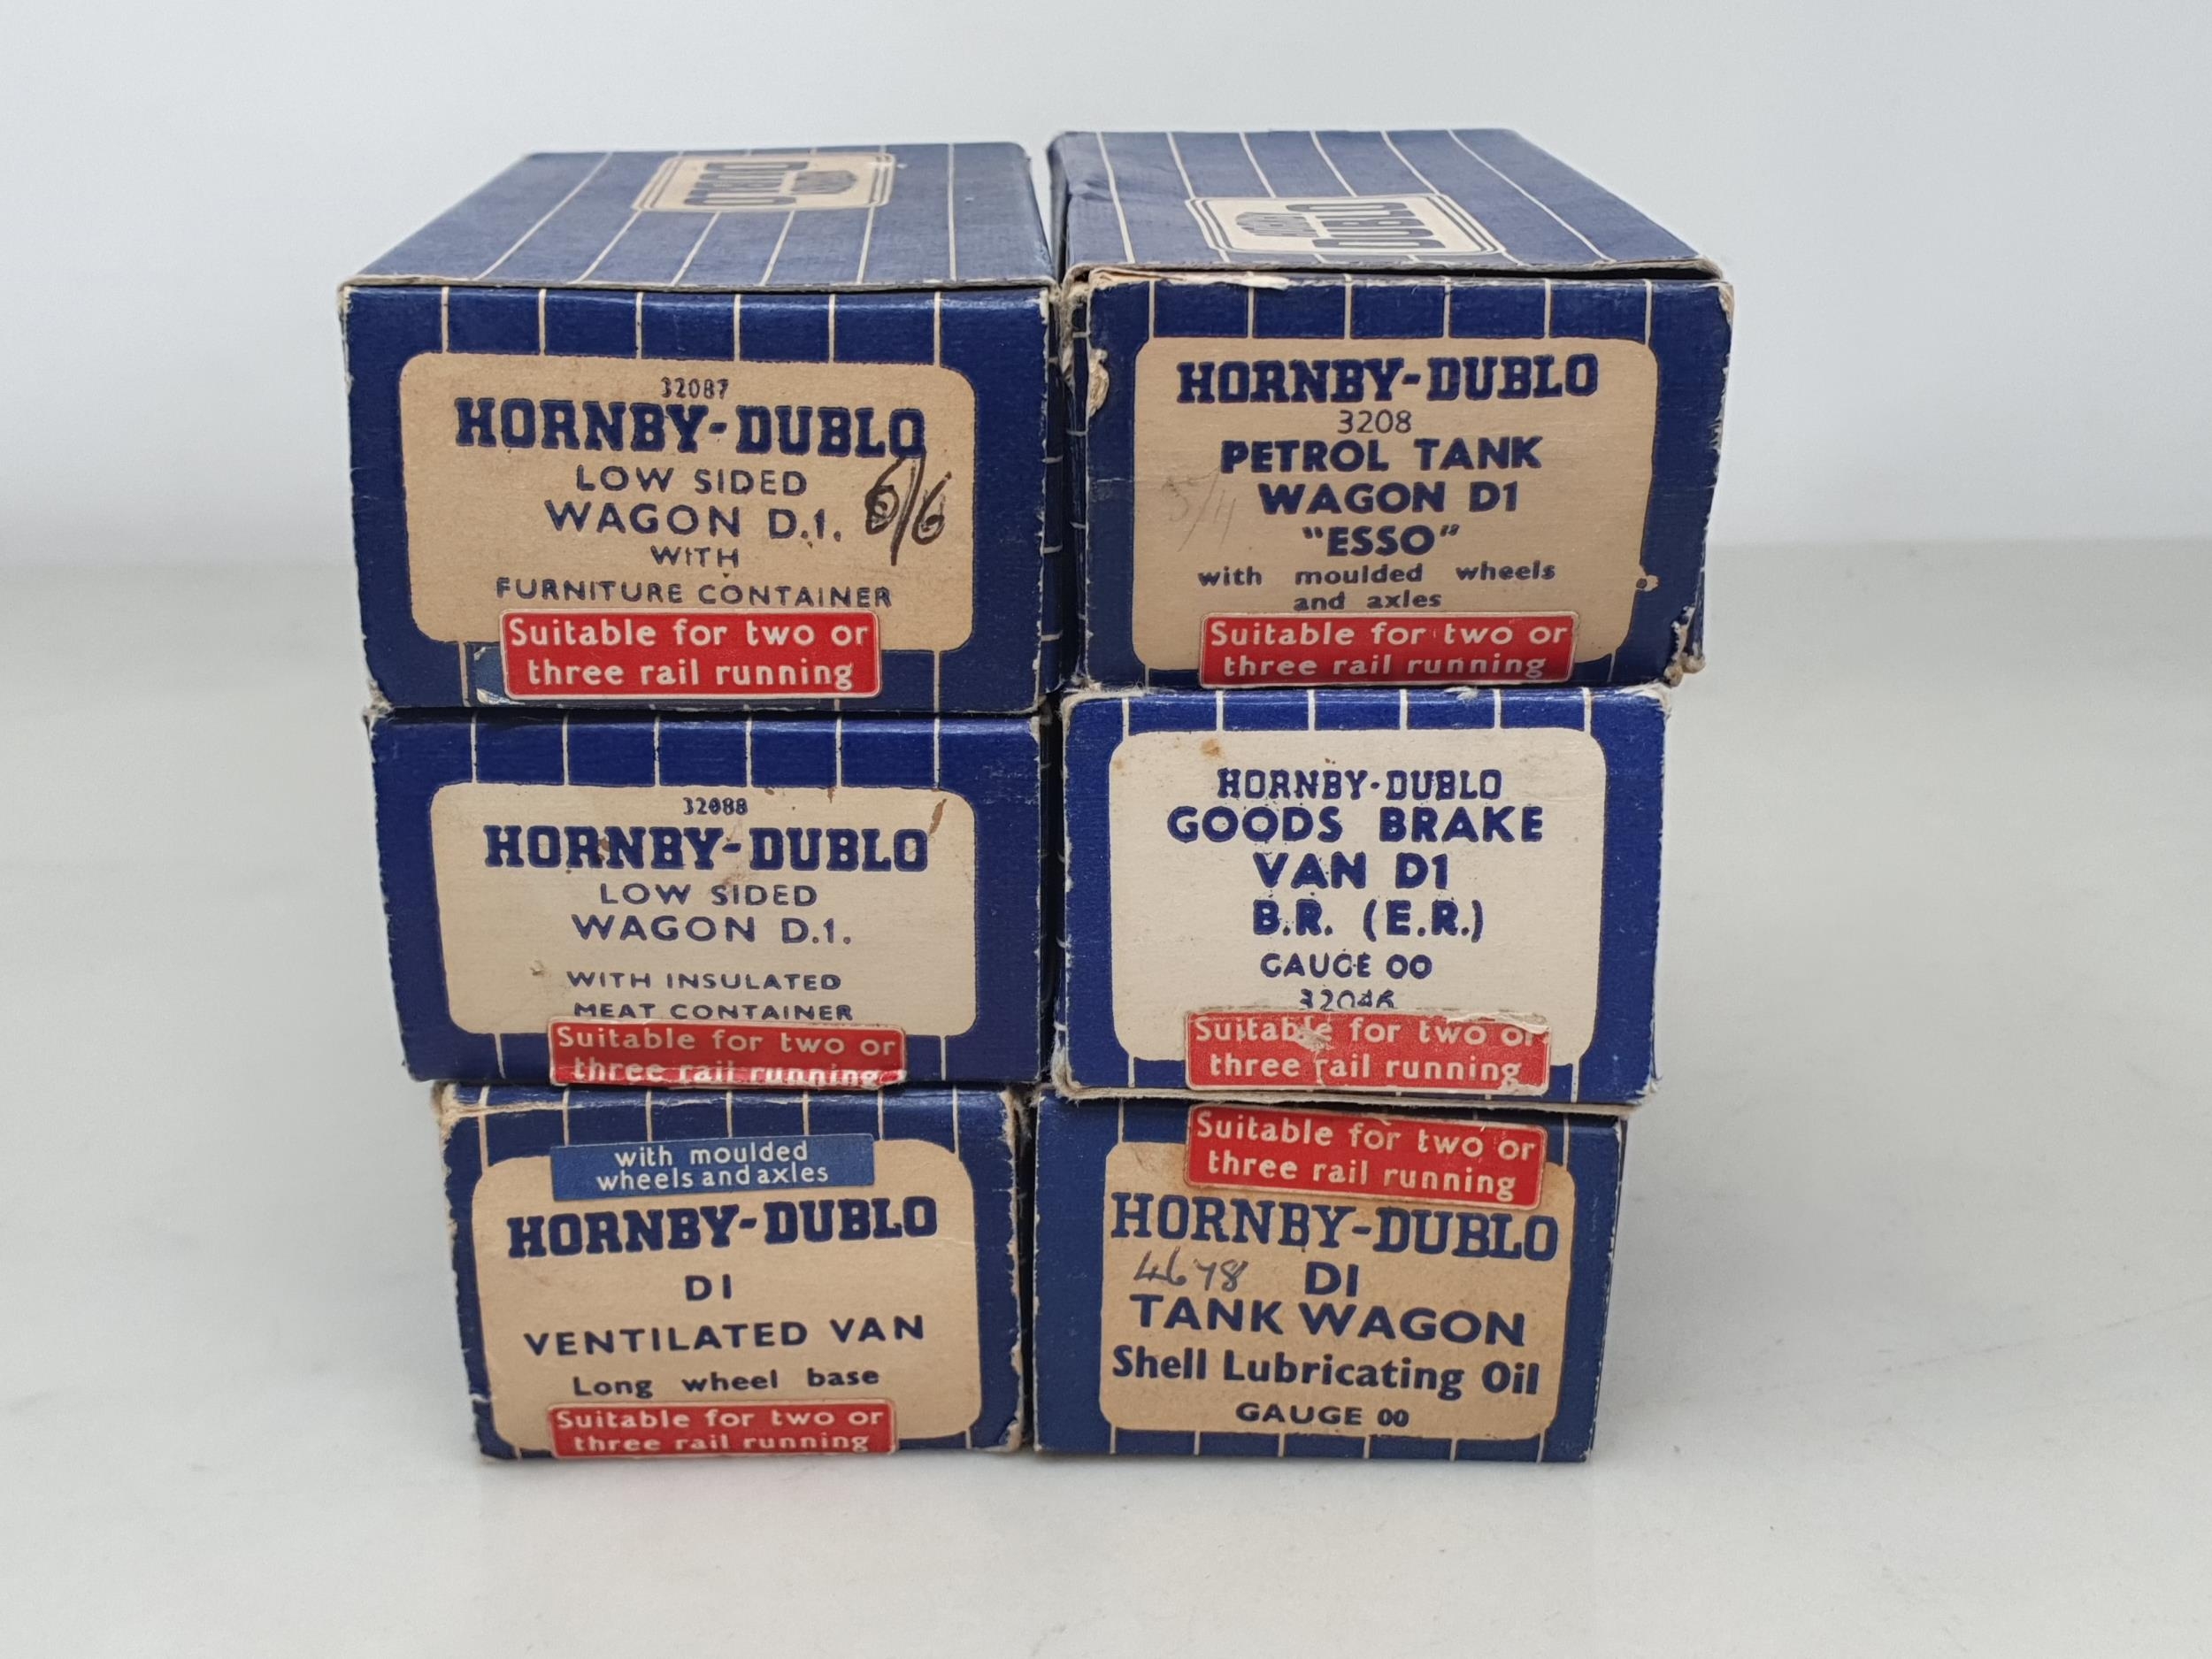 DUBLO
DUBLO
32087
HORNBY-DUBLO
LOW SIDED
WAGON D.1. 6/6
WITH
FURNITURE CONTAINER
Suitable for two or
three rail running
HORNBY-DUBLO
3208
PETROL TANK
WAGON D1
"ESSO"
with moulded wheels
and axles
Suitable for two or
three rail running
32088
HORNBY-DUBLO
LOW SIDED
WAGON D.1.
WITH INSULATED
MEAT CONTAINER
Suitable for two or
three rail running
HORNBY-DUBLO
GOODS BRAKE
VAN D1
B.R. (E.R.)
GAUGE OO
32046
Suitable for two or
three rail running
with moulded
wheels and axles
HORNBY-DUBLO
D1
VENTILATED VAN
Long wheel base
Suitable for two or
three rail running
Suitable for two or
three rail running
HORNBY-DUBLO
4678 D1
TANK WAGON
Shell Lubricating Oil
GAUGE 00